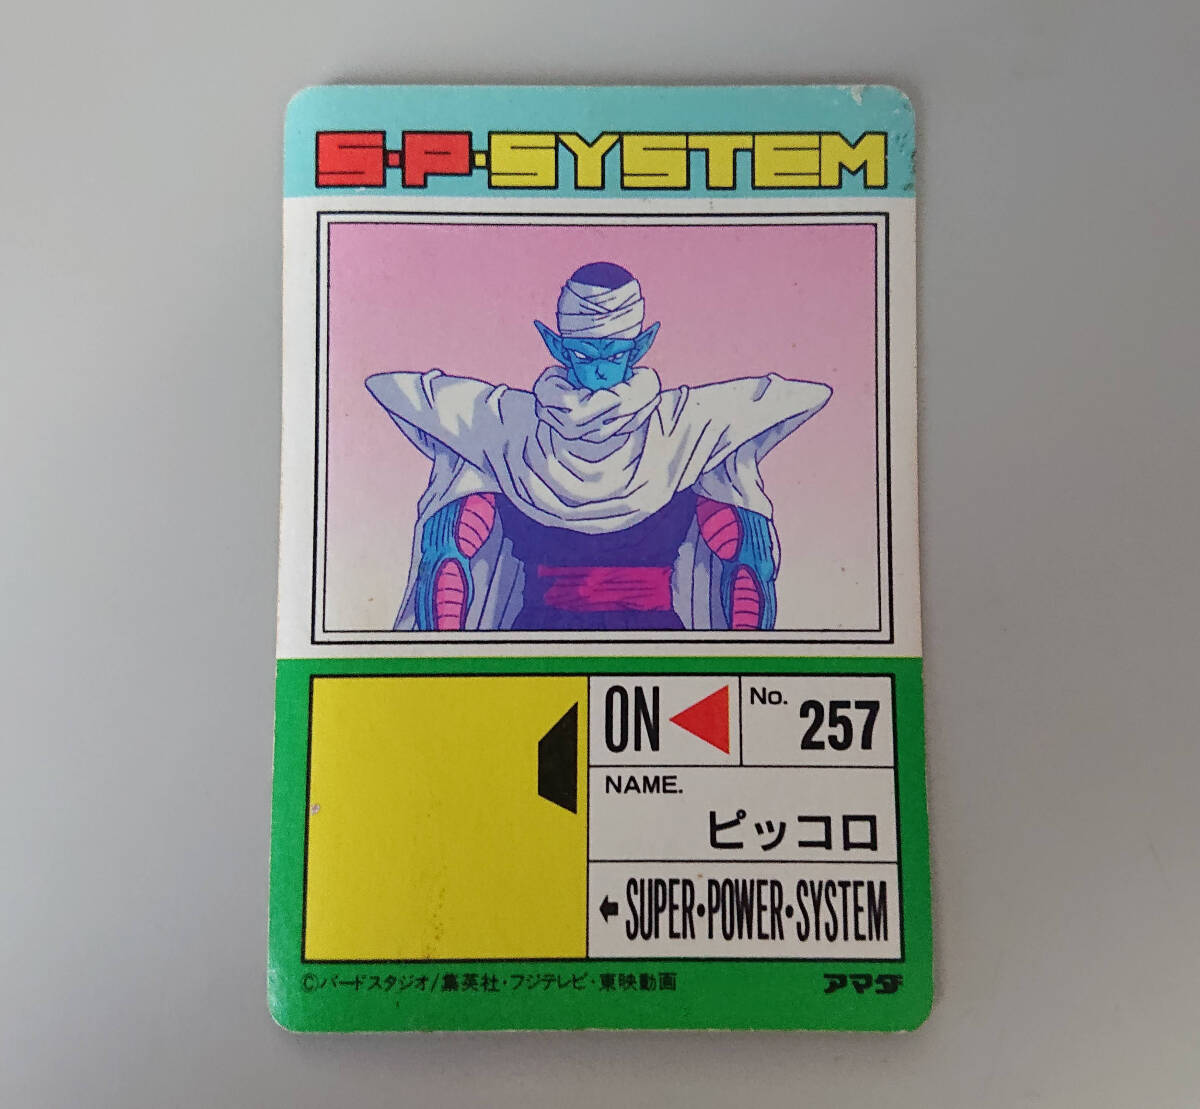 S・P・SYSTEM
ON No. 257
NAME.
ピッコロ
SUPER・POWER・SYSTEM
©バードスタジオ/集英社・フジテレビ・東映動画 アマダ